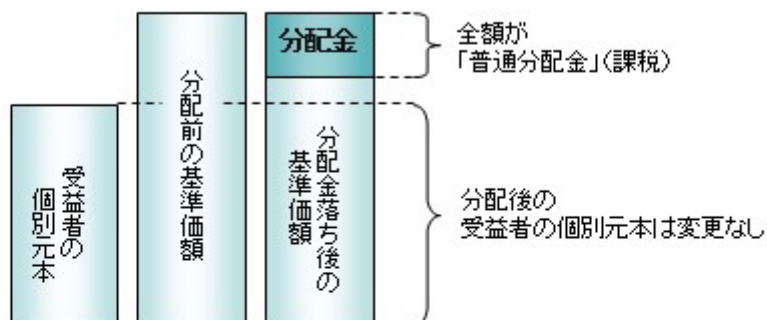 分配金
全額が
「普通分配金」(課税)
受益者の
個別元本
分配前の基準価額
分配金落ち後の
基準価額
分配後の
受益者の個別元本は変更なし